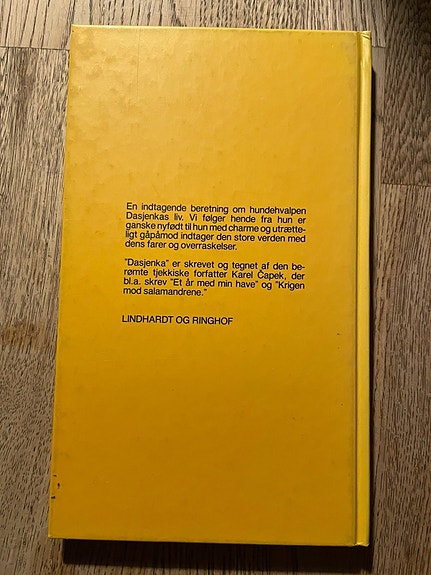 En indtagende beretning om hundehvalpen
Dasjenkas liv. Vi følger hende fra hun er
ganske nyfødt til hun med charme og utrætte-
ligt gåpåmod indtager den store verden med
dens farer og overraskelser.
"Dasjenka" er skrevet og tegnet af den be-
rømte tjekkiske forfatter Karel Čapek, der
bl.a. skrev "Et år med min have" og "Krigen
mod salamandrene."
LINDHARDT OG RINGHOF